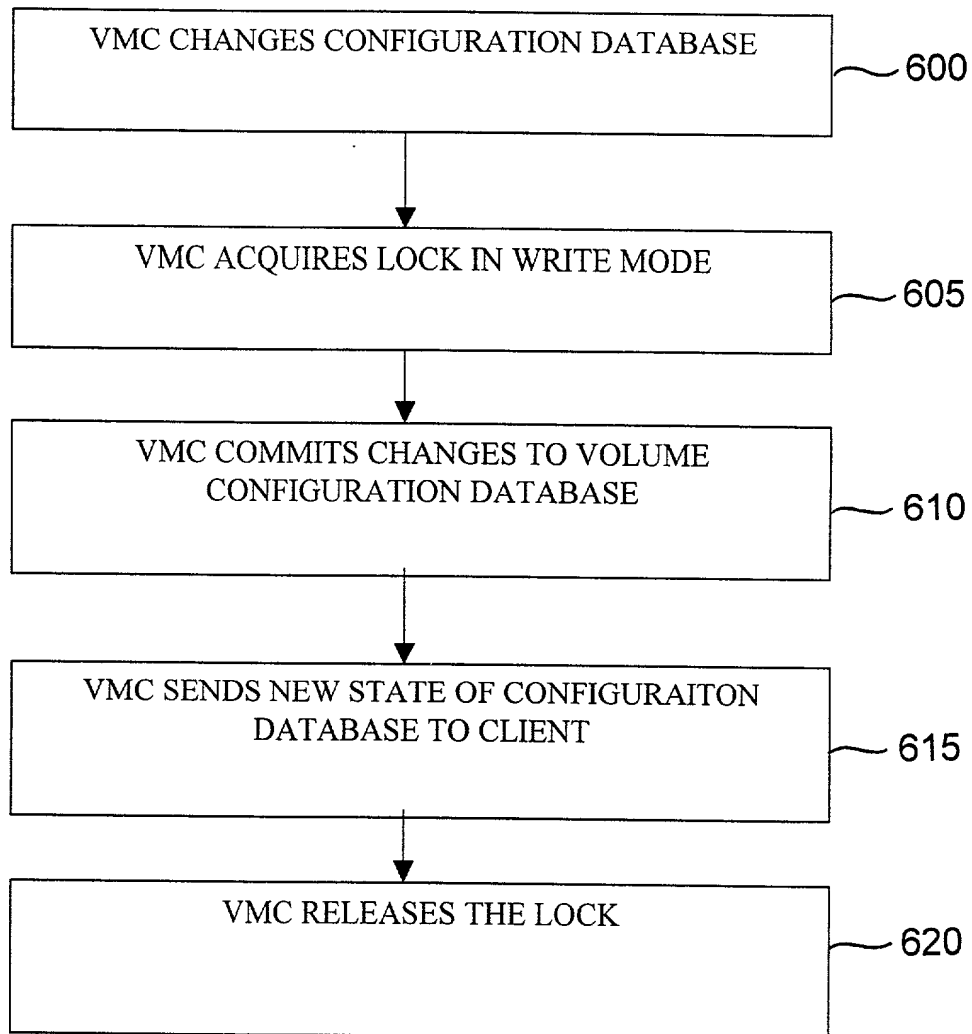 VMC CHANGES CONFIGURATION DATABASE
600
VMC ACQUIRES LOCK IN WRITE MODE
605
VMC COMMITS CHANGES TO VOLUME
CONFIGURATION DATABASE
610
VMC SENDS NEW STATE OF CONFIGURAITON
DATABASE TO CLIENT
615
VMC RELEASES THE LOCK
620